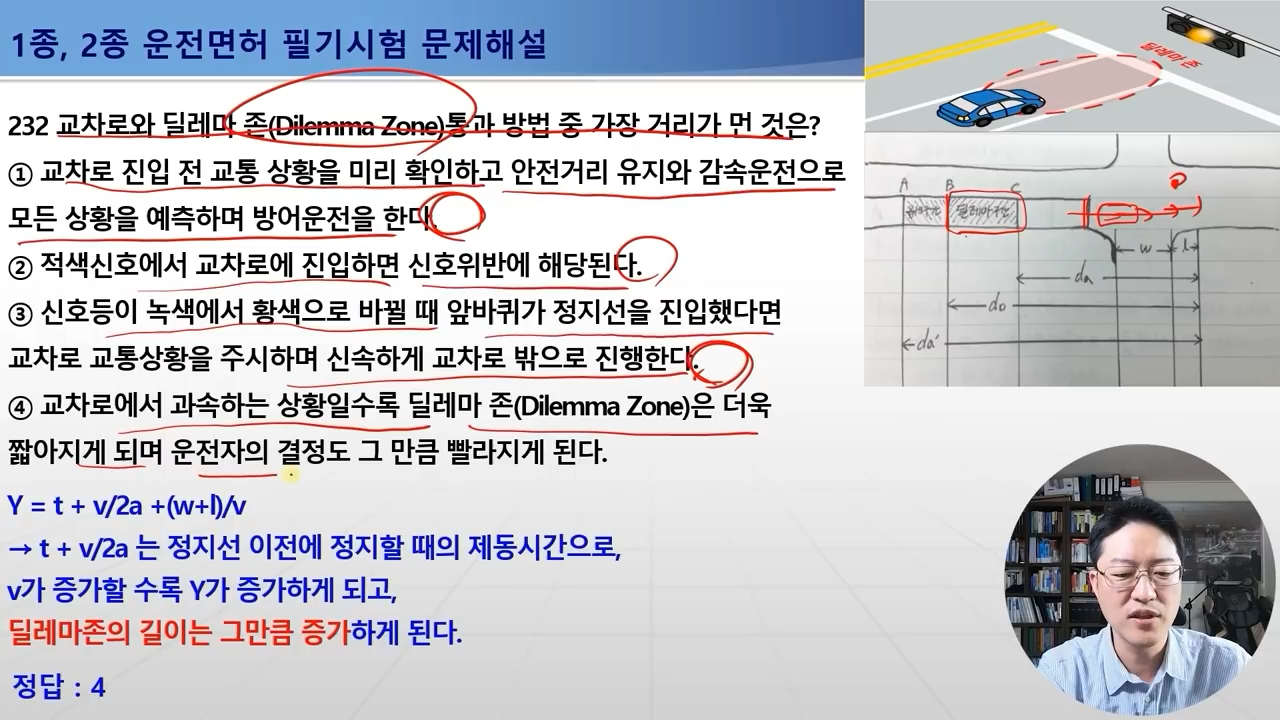 1종, 2종 운전면허 필기시험 문제해설
딜레마 존
232 교차로와 딜레마 존(Dilemma Zone)통과 방법 중 가장 거리가 먼 것은?
① 교차로 진입 전 교통 상황을 미리 확인하고 안전거리 유지와 감속운전으로
모든 상황을 예측하며 방어운전을 한다.
② 적색신호에서 교차로에 진입하면 신호위반에 해당된다.
③ 신호등이 녹색에서 황색으로 바뀔 때 앞바퀴가 정지선을 진입했다면
교차로 교통상황을 주시하며 신속하게 교차로 밖으로 진행한다.
④ 교차로에서 과속하는 상황일수록 딜레마 존(Dilemma Zone)은 더욱
짧아지게 되며 운전자의 결정도 그 만큼 빨라지게 된다.
Y = t + v/2a +(w+l)/v
→ t + v/2a 는 정지선 이전에 정지할 때의 제동시간으로,
v가 증가할 수록 Y가 증가하게 되고,
딜레마존의 길이는 그만큼 증가하게 된다.
정답 : 4
A B C
딜레마구간
w l
da
do
da'